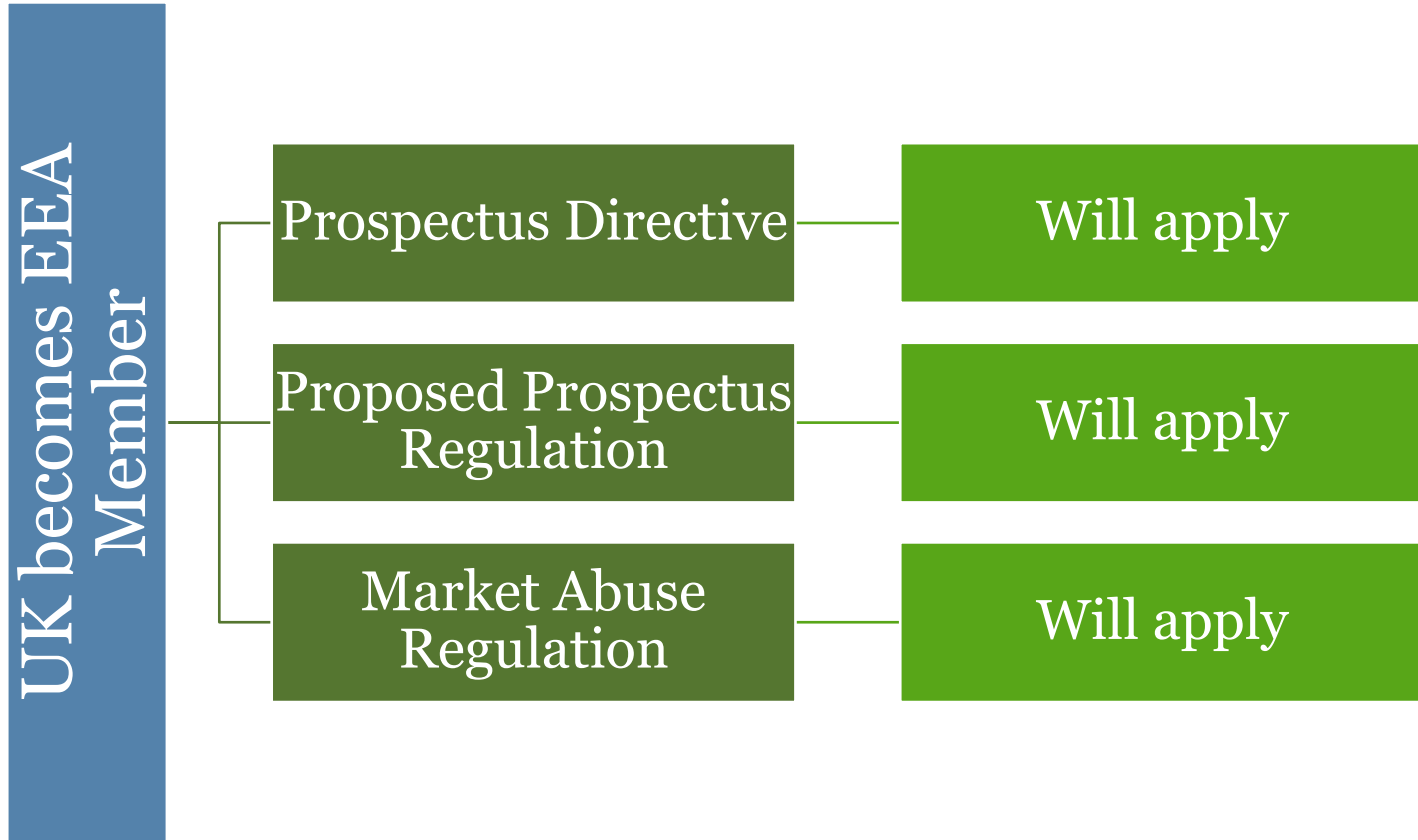 UK becomes EEA
Member
Prospectus Directive
Will apply
Proposed Prospectus
Regulation
Will apply
Market Abuse
Regulation
Will apply